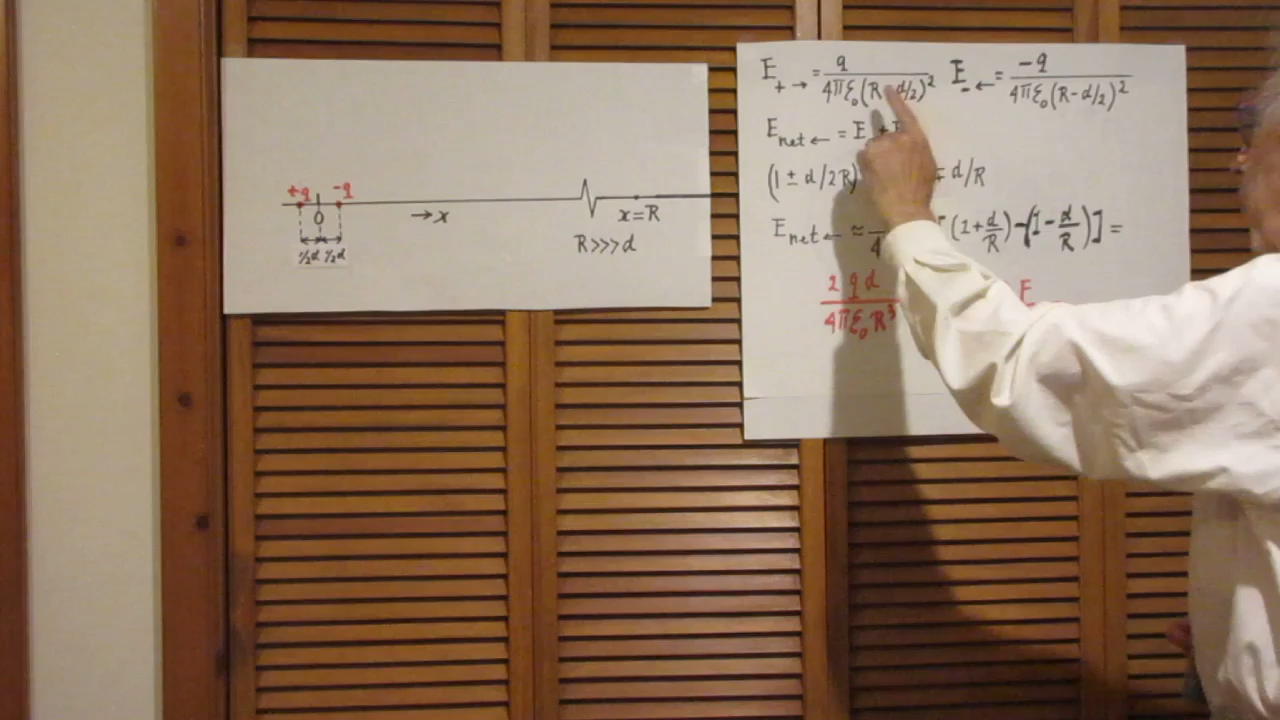 +q -q
0 →x x=R
½d ½d R>>>d
E+→ = q / 4πε₀(R d/2)² E-← = -q / 4πε₀(R-d/2)²
Enet← = E +
(1 ± d/2R) d/R
Enet← ≈ 4 [(1+d/R)-(1-d/R)] =
2qd / 4πε₀R³ E